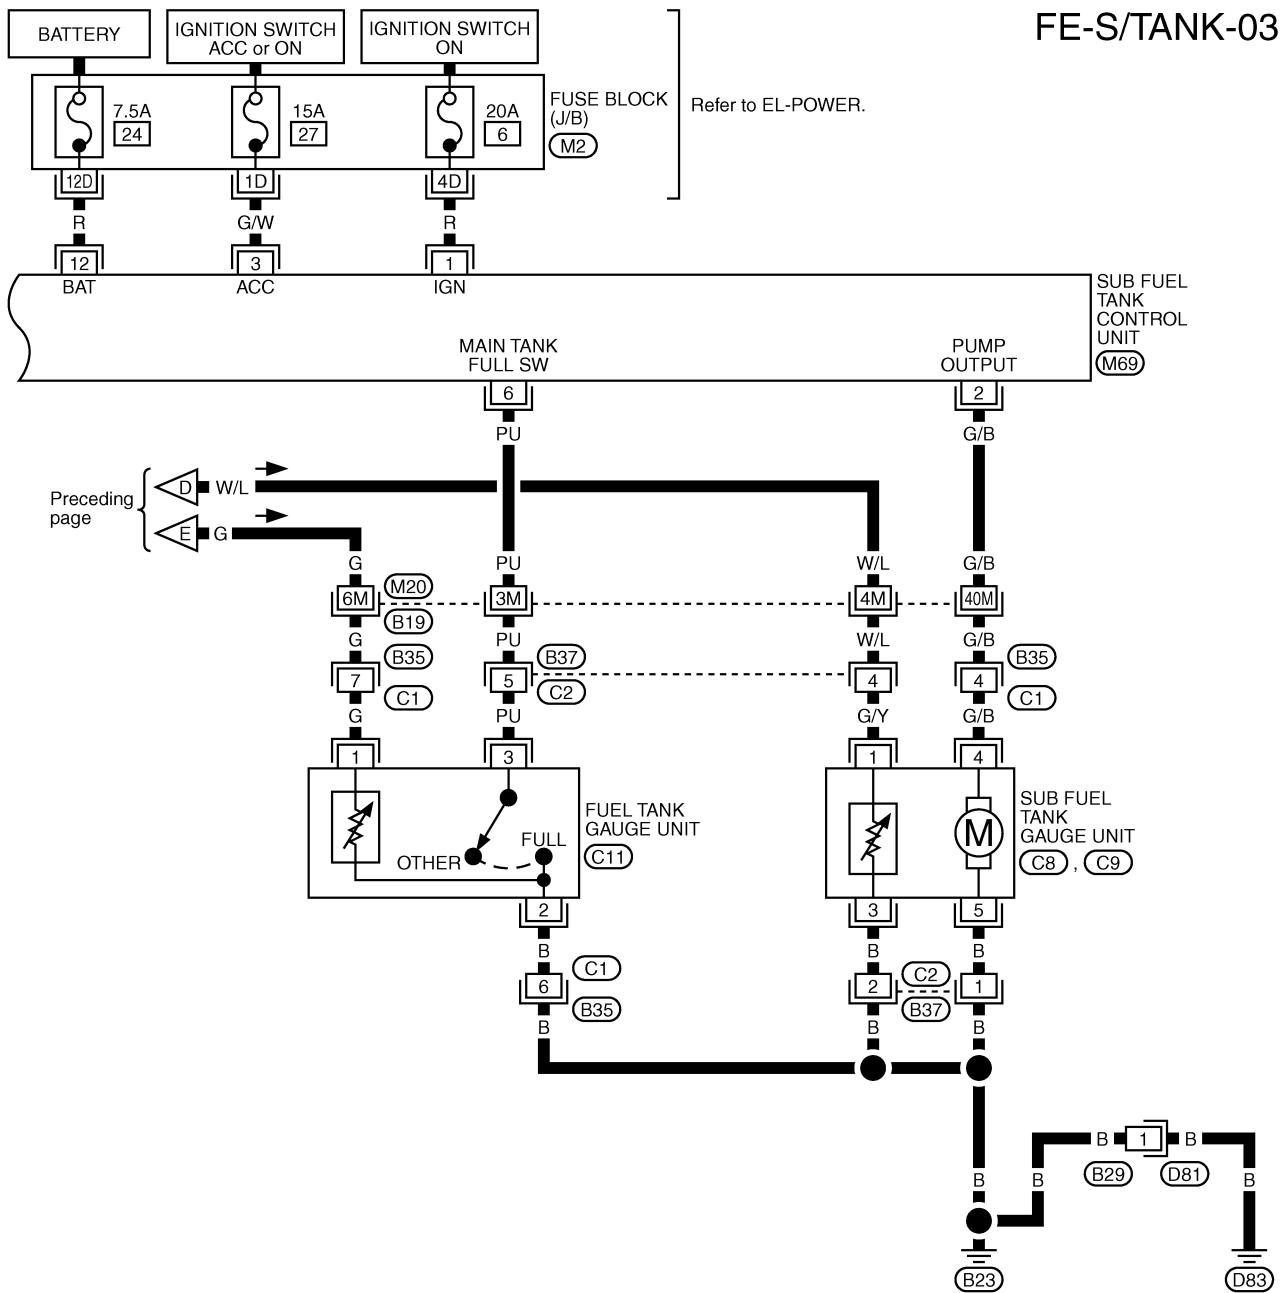 FE-S/TANK-03
BATTERY
IGNITION SWITCH
ACC or ON
IGNITION SWITCH
ON
7.5A
24
15A
27
20A
6
FUSE BLOCK
(J/B)
M2
Refer to EL-POWER.
12D
1D
4D
R
G/W
R
12
3
1
BAT
ACC
IGN
SUB FUEL
TANK
CONTROL
UNIT
M69
MAIN TANK
FULL SW
PUMP
OUTPUT
6
2
PU
G/B
Preceding
page
D
W/L
E
G
G
PU
W/L
G/B
6M
M20
B19
3M
4M
40M
G
PU
W/L
G/B
7
B35
C1
5
B37
C2
4
4
B35
C1
G
PU
G/Y
G/B
1
3
1
4
OTHER
FULL
FUEL TANK
GAUGE UNIT
C11
M
SUB FUEL
TANK
GAUGE UNIT
C8 , C9
2
3
5
B
B
B
6
C1
B35
2
C2
B37
1
B
B
B
B
1
B
B29
D81
B
B
B
B23
D83